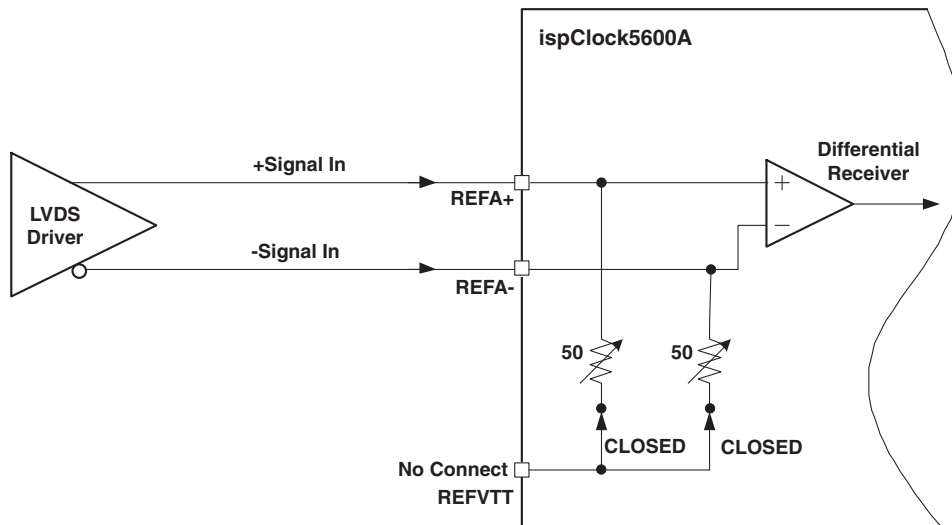 ispClock5600A
+Signal In
Differential
Receiver
REFA+
+
LVDS
Driver
-Signal In
−
REFA-
50
50
CLOSED
CLOSED
No Connect
REFVTT